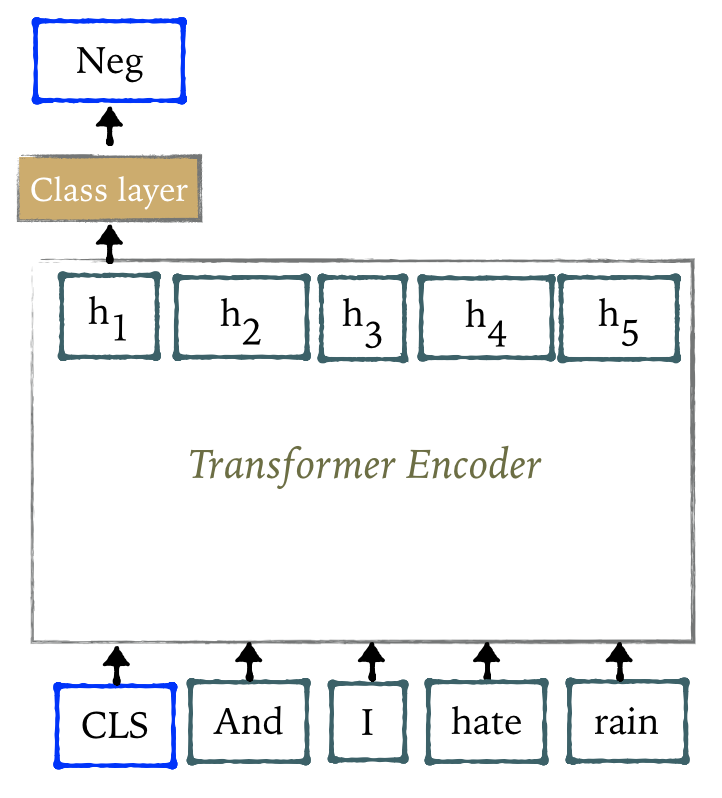 Neg
Class layer
h1 h2 h3 h4 h5
Transformer Encoder
CLS And I hate rain